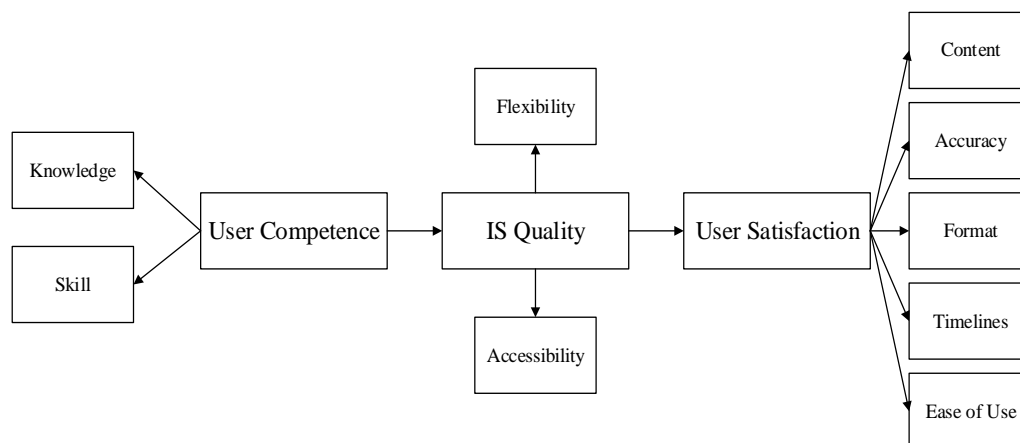 Content
Flexibility
Knowledge
Accuracy
User Competence
IS Quality
User Satisfaction
Format
Skill
Timelines
Accessibility
Ease of Use